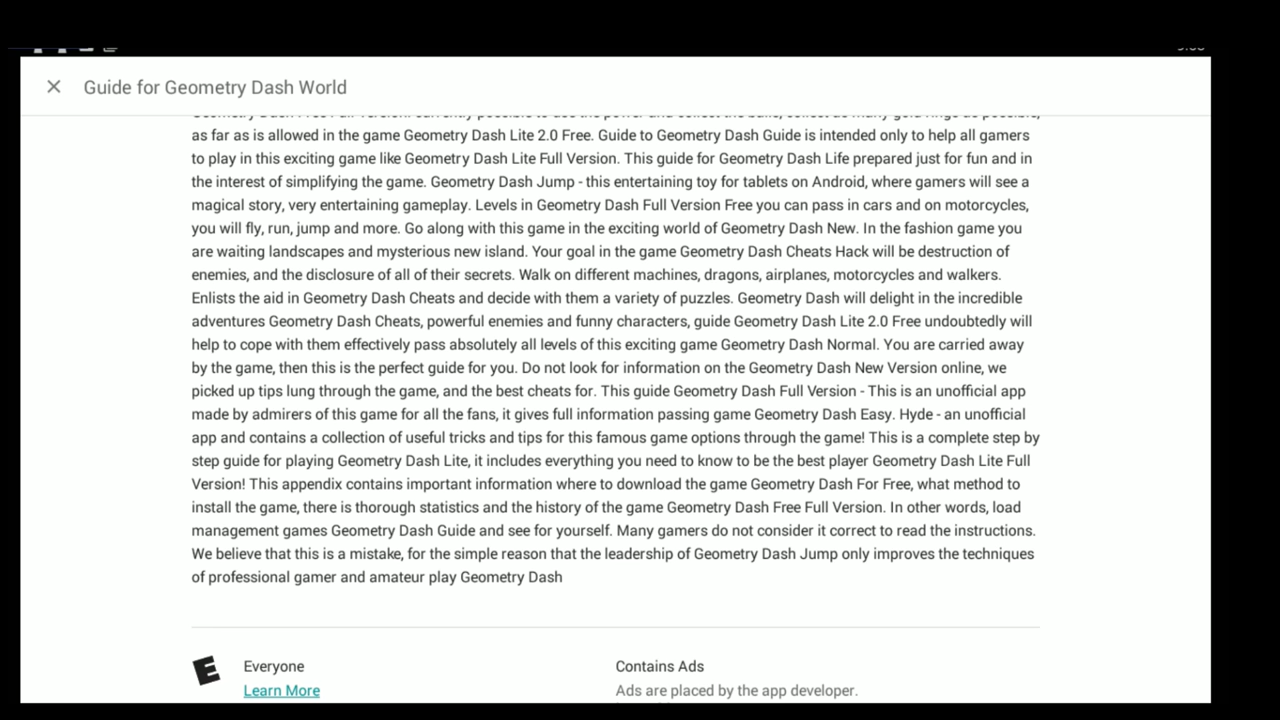 Guide for Geometry Dash World
as far as is allowed in the game Geometry Dash Lite 2.0 Free. Guide to Geometry Dash Guide is intended only to help all gamers
to play in this exciting game like Geometry Dash Lite Full Version. This guide for Geometry Dash Life prepared just for fun and in
the interest of simplifying the game. Geometry Dash Jump - this entertaining toy for tablets on Android, where gamers will see a
magical story, very entertaining gameplay. Levels in Geometry Dash Full Version Free you can pass in cars and on motorcycles,
you will fly, run, jump and more. Go along with this game in the exciting world of Geometry Dash New. In the fashion game you
are waiting landscapes and mysterious new island. Your goal in the game Geometry Dash Cheats Hack will be destruction of
enemies, and the disclosure of all of their secrets. Walk on different machines, dragons, airplanes, motorcycles and walkers.
Enlists the aid in Geometry Dash Cheats and decide with them a variety of puzzles. Geometry Dash will delight in the incredible
adventures Geometry Dash Cheats, powerful enemies and funny characters, guide Geometry Dash Lite 2.0 Free undoubtedly will
help to cope with them effectively pass absolutely all levels of this exciting game Geometry Dash Normal. You are carried away
by the game, then this is the perfect guide for you. Do not look for information on the Geometry Dash New Version online, we
picked up tips lung through the game, and the best cheats for. This guide Geometry Dash Full Version - This is an unofficial app
made by admirers of this game for all the fans, it gives full information passing game Geometry Dash Easy. Hyde - an unofficial
app and contains a collection of useful tricks and tips for this famous game options through the game! This is a complete step by
step guide for playing Geometry Dash Lite, it includes everything you need to know to be the best player Geometry Dash Lite Full
Version! This appendix contains important information where to download the game Geometry Dash For Free, what method to
install the game, there is thorough statistics and the history of the game Geometry Dash Free Full Version. In other words, load
management games Geometry Dash Guide and see for yourself. Many gamers do not consider it correct to read the instructions.
We believe that this is a mistake, for the simple reason that the leadership of Geometry Dash Jump only improves the techniques
of professional gamer and amateur play Geometry Dash
Everyone
Contains Ads
Learn More
Ads are placed by the app developer.